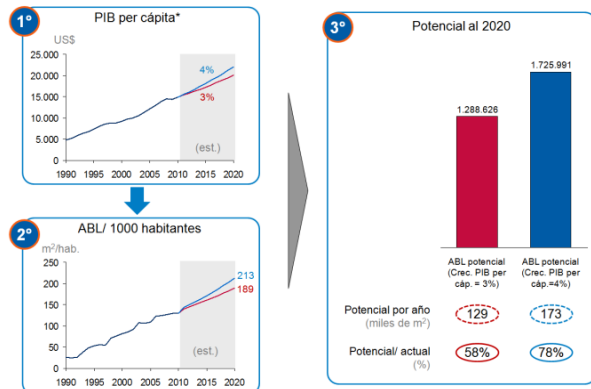 1°
PIB per cápita*
US$
25.000
20.000
15.000
10.000
5.000
0
4%
3%
(est.)
1990 1995 2000 2005 2010 2015 2020
2°
ABL/ 1000 habitantes
m²/hab.
250
200
150
100
50
0
213
189
(est.)
1990 1995 2000 2005 2010 2015 2020
3°
Potencial al 2020
1.288.626
1.725.991
ABL potencial
(Crec. PIB per
cáp. = 3%)
ABL potencial
(Crec. PIB per
cáp.=4%)
Potencial por año
(miles de m²)
129
173
Potencial/ actual
(%)
58%
78%